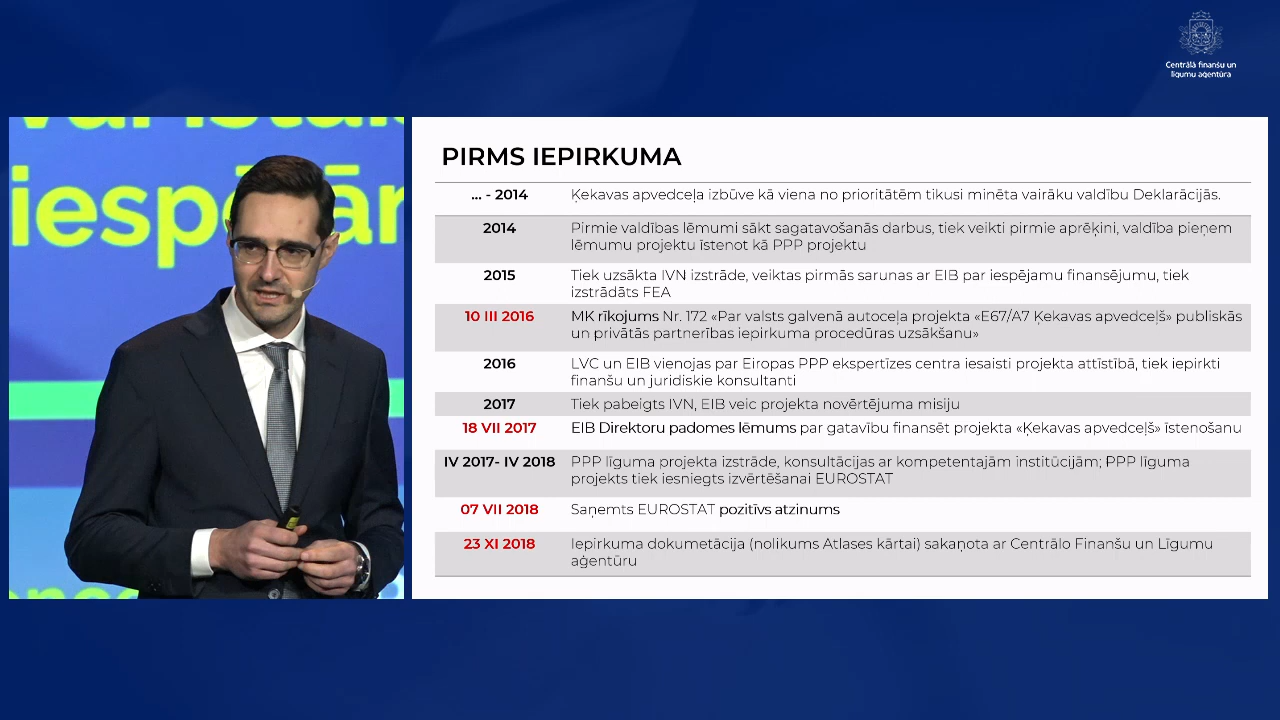 Centrālā finanšu un
līgumu aģentūra
iespē
PIRMS IEPIRKUMA
... - 2014 Ķekavas apvedceļa izbūve kā viena no prioritātēm tikusi minēta vairāku valdību Deklarācijās.
2014 Pirmie valdības lēmumi sākt sagatavošanās darbus, tiek veikti pirmie aprēķini, valdība pieņem
lēmumu projektu īstenot kā PPP projektu
2015 Tiek uzsākta IVN izstrāde, veiktas pirmās sarunas ar EIB par iespējamu finansējumu, tiek
izstrādāts FEA
10 III 2016 MK rīkojums Nr. 172 «Par valsts galvenā autoceļa projekta «E67/A7 Ķekavas apvedceļš» publiskās
un privātās partnerības iepirkuma procedūras uzsākšanu»
2016 LVC un EIB vienojas par Eiropas PPP ekspertīzes centra iesaisti projekta attīstībā, tiek iepirkti
finanšu un juridiskie konsultanti
2017 Tiek pabeigts IVN, EIB veic projekta novērtējuma misiju
18 VII 2017 EIB Direktoru padomes lēmums par gatavību finansēt projekta «Ķekavas apvedceļš» īstenošanu
IV 2017- IV 2018 PPP līguma projekta izstrāde, konsultācijas ar kompetentajām institūcijām; PPP līguma
projekts tiek iesniegts izvērtēšanai EUROSTAT
07 VII 2018 Saņemts EUROSTAT pozitīvs atzinums
23 XI 2018 Iepirkuma dokumetācija (nolikums Atlases kārtai) sakaņota ar Centrālo Finanšu un Līgumu
aģentūru